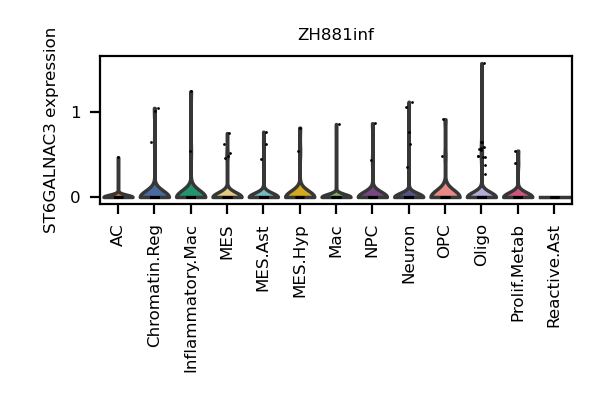 ZH881inf
ST6GALNAC3 expression
1
0
AC
Chromatin.Reg
Inflammatory.Mac
MES
MES.Ast
MES.Hyp
Mac
NPC
Neuron
OPC
Oligo
Prolif.Metab
Reactive.Ast